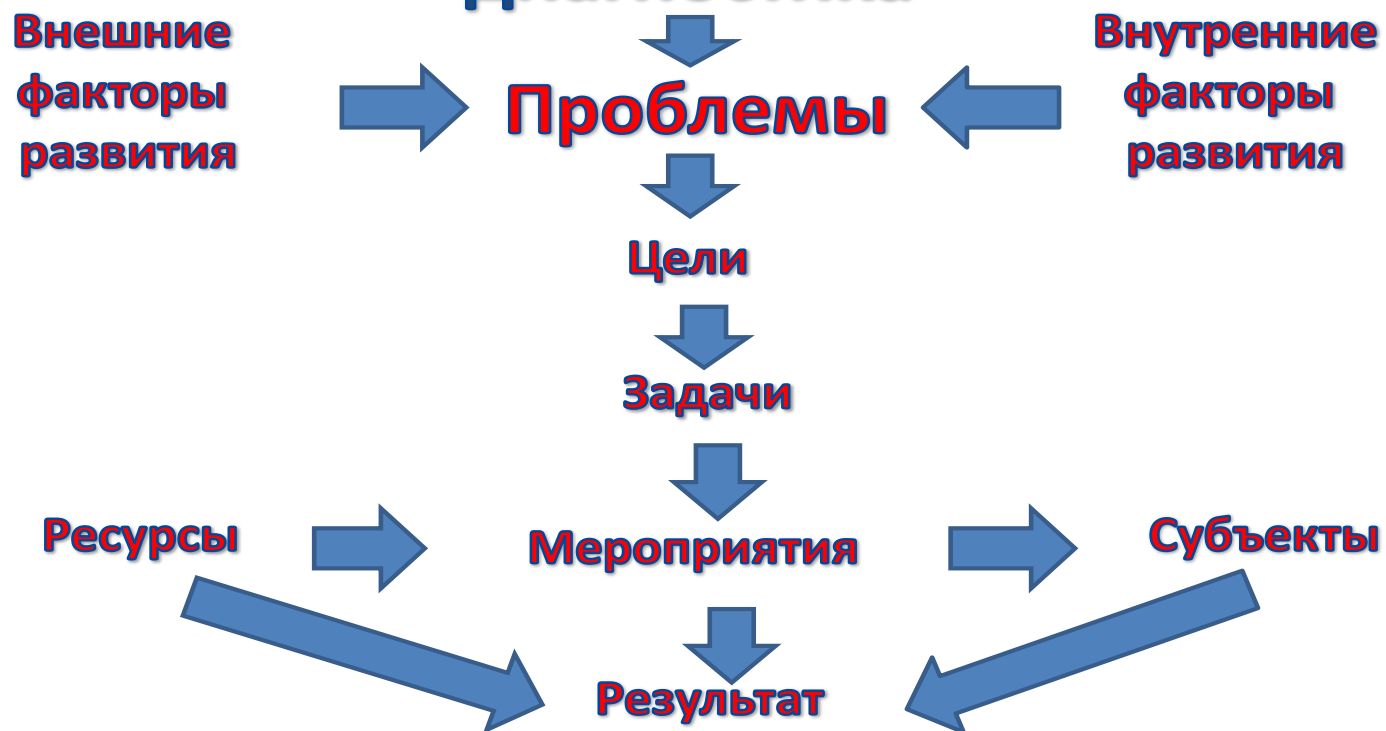 Внешние
факторы
развития
Проблемы
Внутренние
факторы
развития
Цели
Задачи
Ресурсы
Мероприятия
Субъекты
Результат